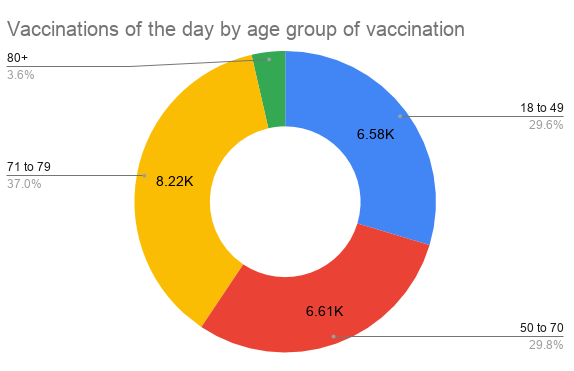 Vaccinations of the day by age group of vaccination
80+
3.6%
18 to 49
29.6%
6.58K
71 to 79
37.0%
8.22K
6.61K
50 to 70
29.8%